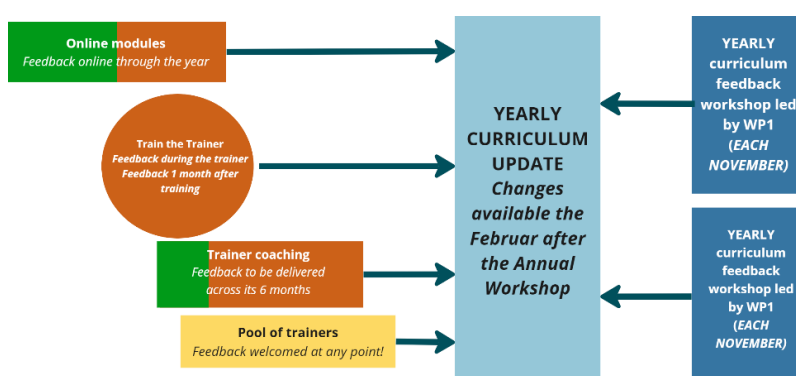 Online modules
Feedback online through the year
Train the Trainer
Feedback during the trainer
Feedback 1 month after
training
Trainer coaching
Feedback to be delivered
across its 6 months
Pool of trainers
Feedback welcomed at any point!
YEARLY
CURRICULUM
UPDATE
Changes
available the
Februar after
the Annual
Workshop
YEARLY
curriculum
feedback
workshop led
by WP1
(EACH
NOVEMBER)
YEARLY
curriculum
feedback
workshop led
by WP1
(EACH
NOVEMBER)